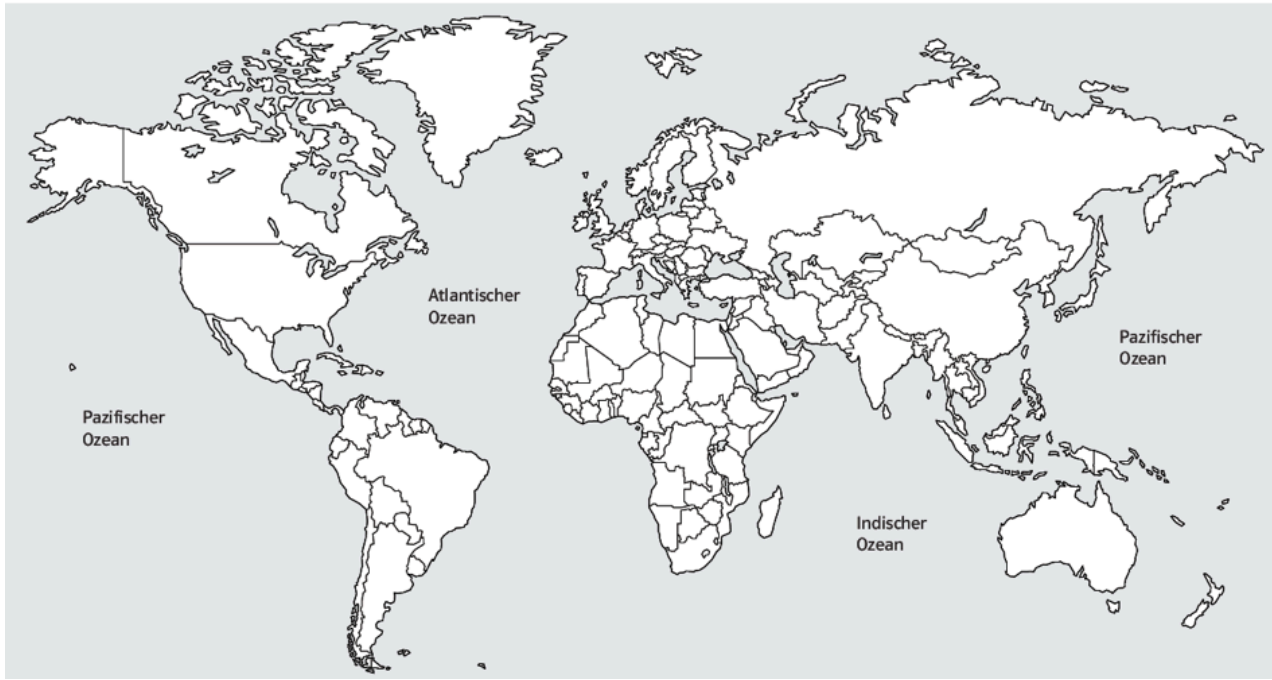 Atlantischer
Ozean
Pazifischer
Ozean
Pazifischer
Ozean
Indischer
Ozean